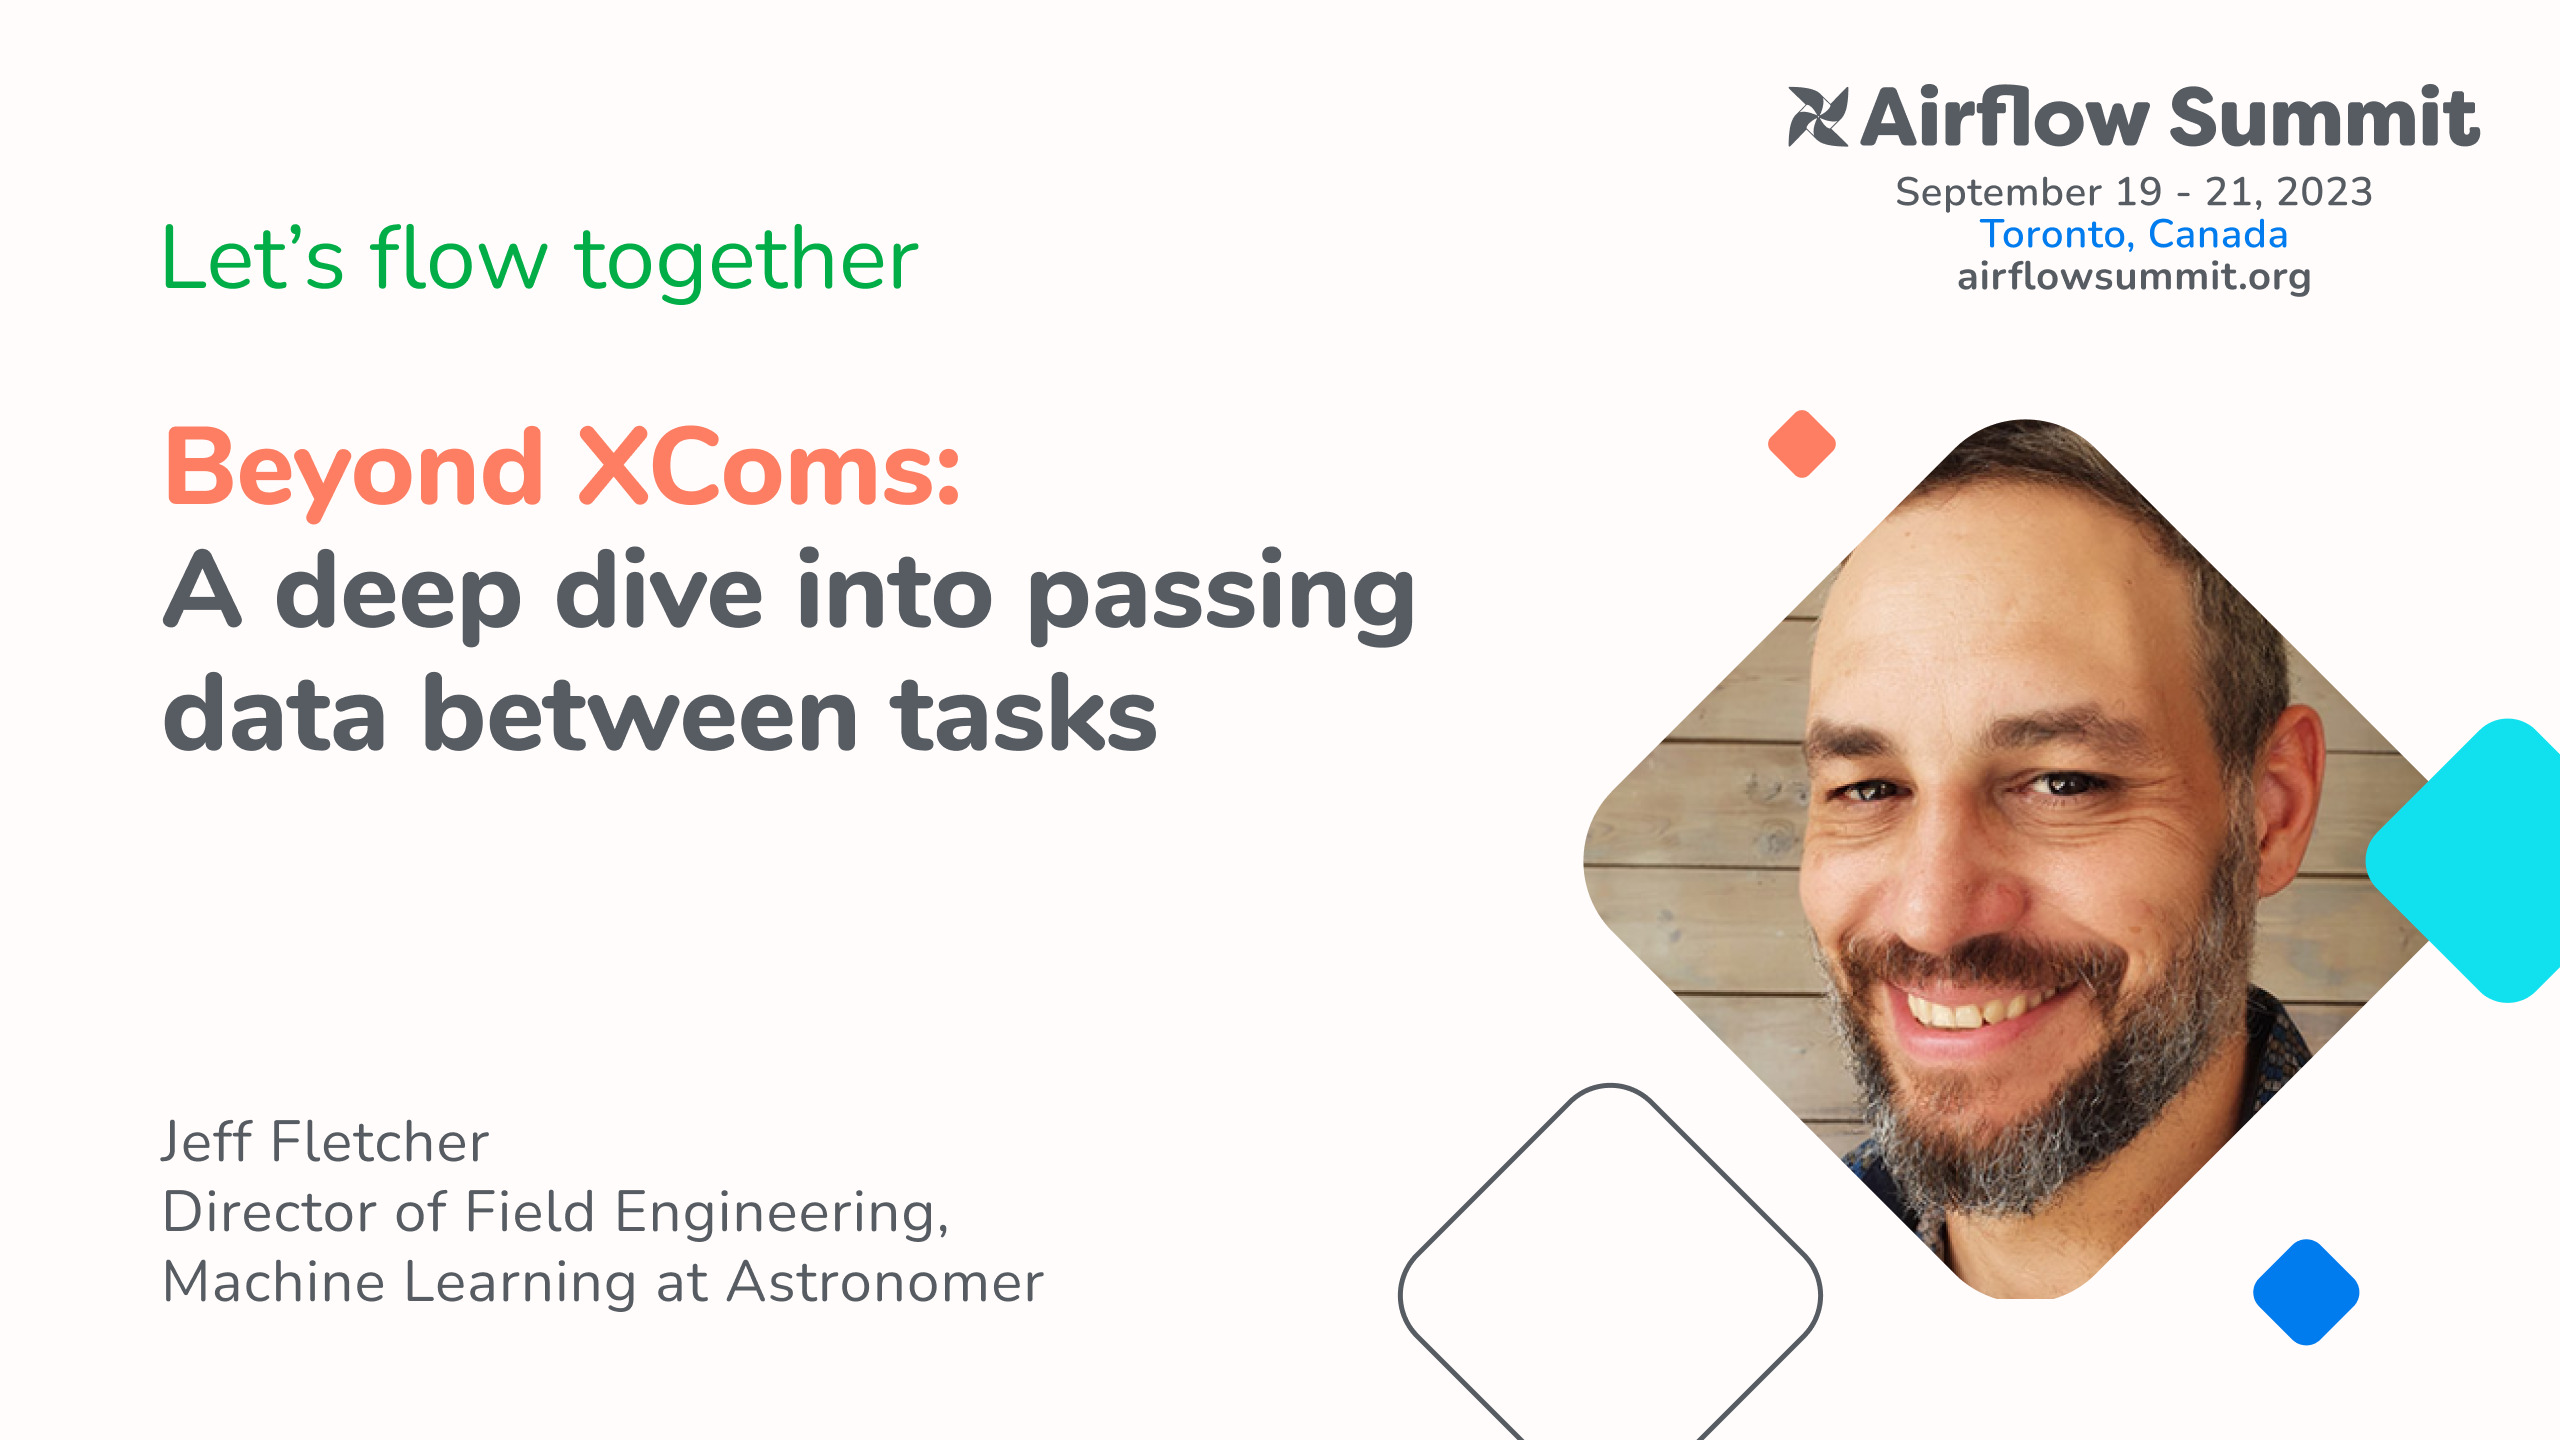 Airflow Summit
September 19 - 21, 2023
Toronto, Canada
airflowsummit.org
Let’s flow together
Beyond XComs:
A deep dive into passing
data between tasks
Jeff Fletcher
Director of Field Engineering,
Machine Learning at Astronomer